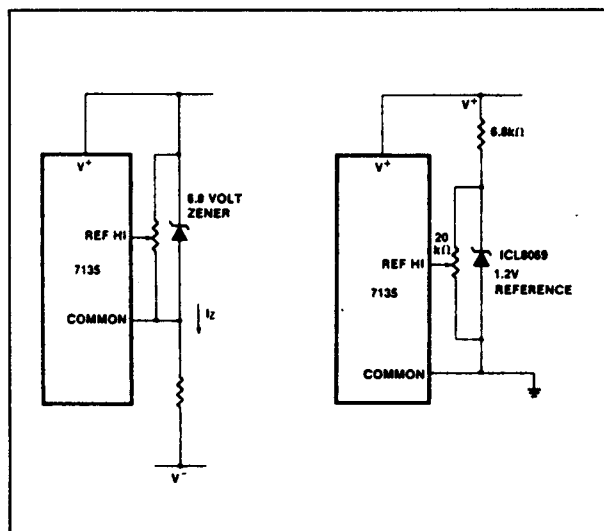 V+
6.8 VOLT
ZENER
REF HI
7135
COMMON
IZ
V-
V+
6.8kΩ
V+
20
kΩ
ICL8069
1.2V
REFERENCE
REF HI
7135
COMMON